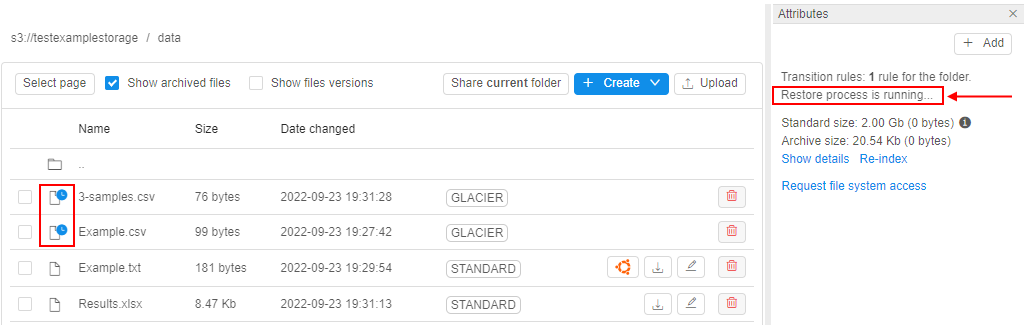 s3://testexamplestorage / data
Select page Show archived files Show files versions Share current folder + Create Upload
Name Size Date changed
..
3-samples.csv 76 bytes 2022-09-23 19:31:28 GLACIER
Example.csv 99 bytes 2022-09-23 19:27:42 GLACIER
Example.txt 181 bytes 2022-09-23 19:29:54 STANDARD
Results.xlsx 8.47 Kb 2022-09-23 19:31:13 STANDARD
Attributes
+ Add
Transition rules: 1 rule for the folder.
Restore process is running...
Standard size: 2.00 Gb (0 bytes)
Archive size: 20.54 Kb (0 bytes)
Show details Re-index
Request file system access